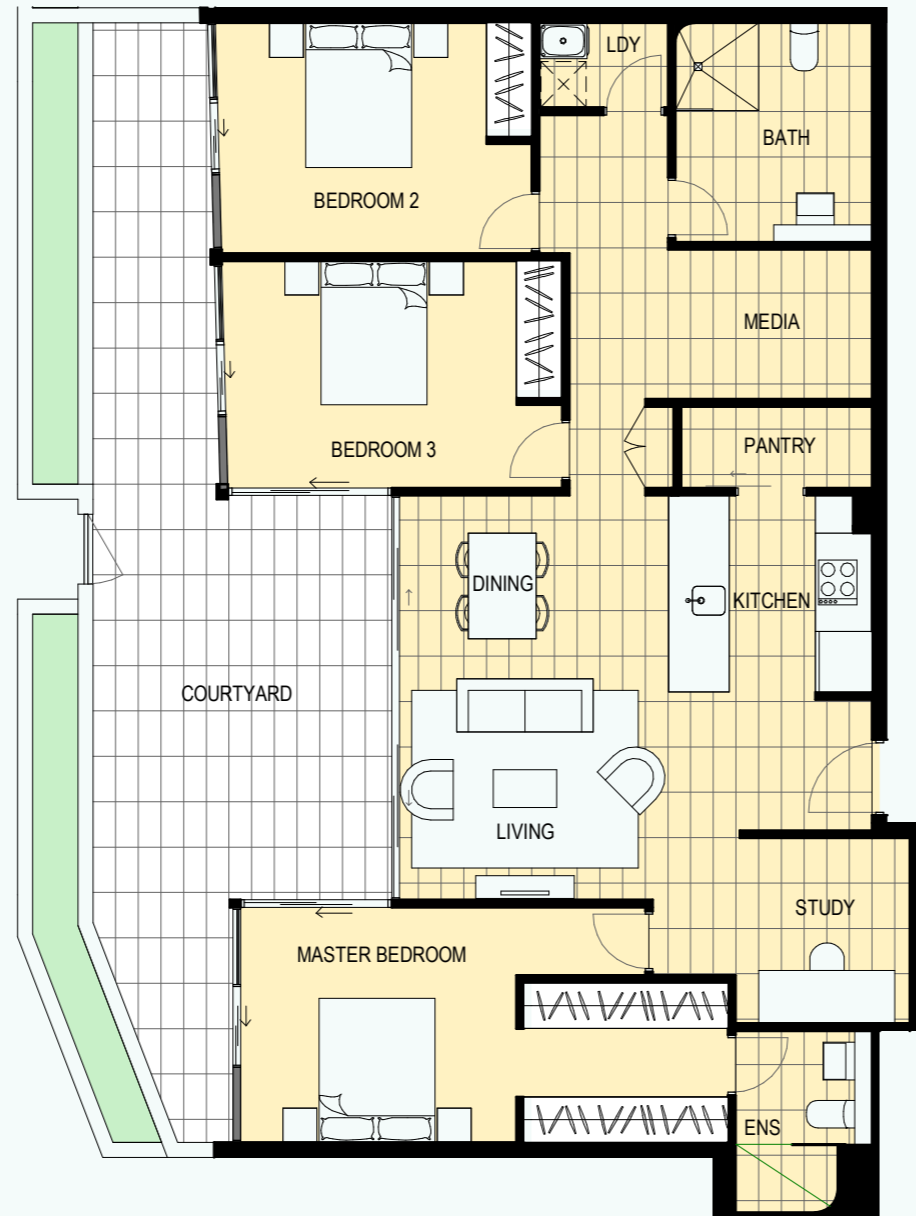 LDY
BATH
BEDROOM 2
MEDIA
BEDROOM 3
PANTRY
DINING
KITCHEN
COURTYARD
LIVING
STUDY
MASTER BEDROOM
ENS